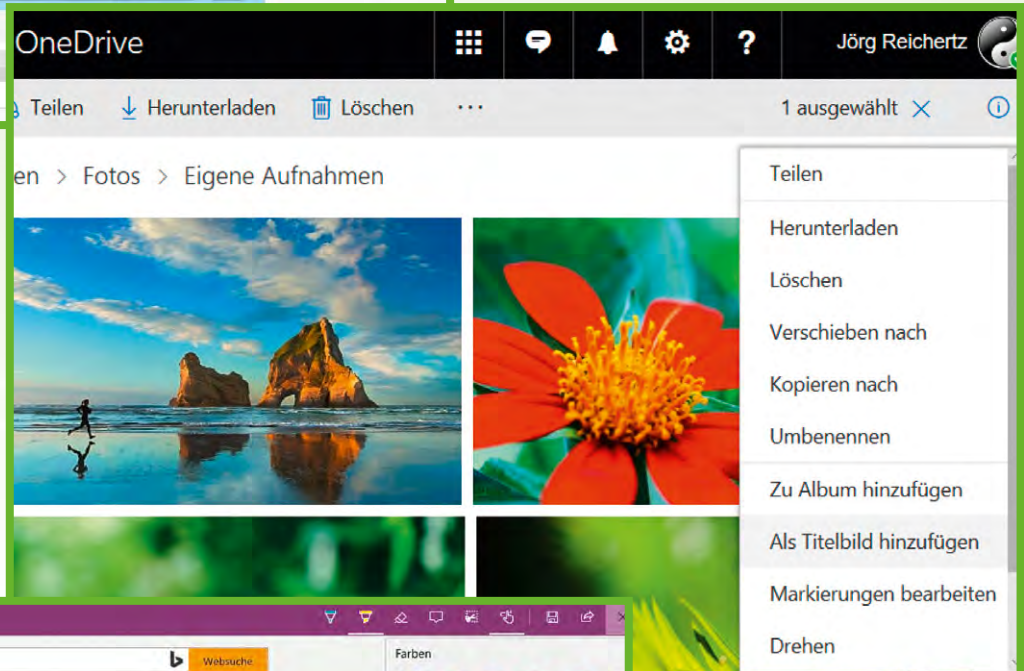 OneDrive
Jörg Reichertz
Teilen
Herunterladen
Löschen
...
1 ausgewählt
en > Fotos > Eigene Aufnahmen
Teilen
Herunterladen
Löschen
Verschieben nach
Kopieren nach
Umbenennen
Zu Album hinzufügen
Als Titelbild hinzufügen
Markierungen bearbeiten
Drehen
Websuche
Farben